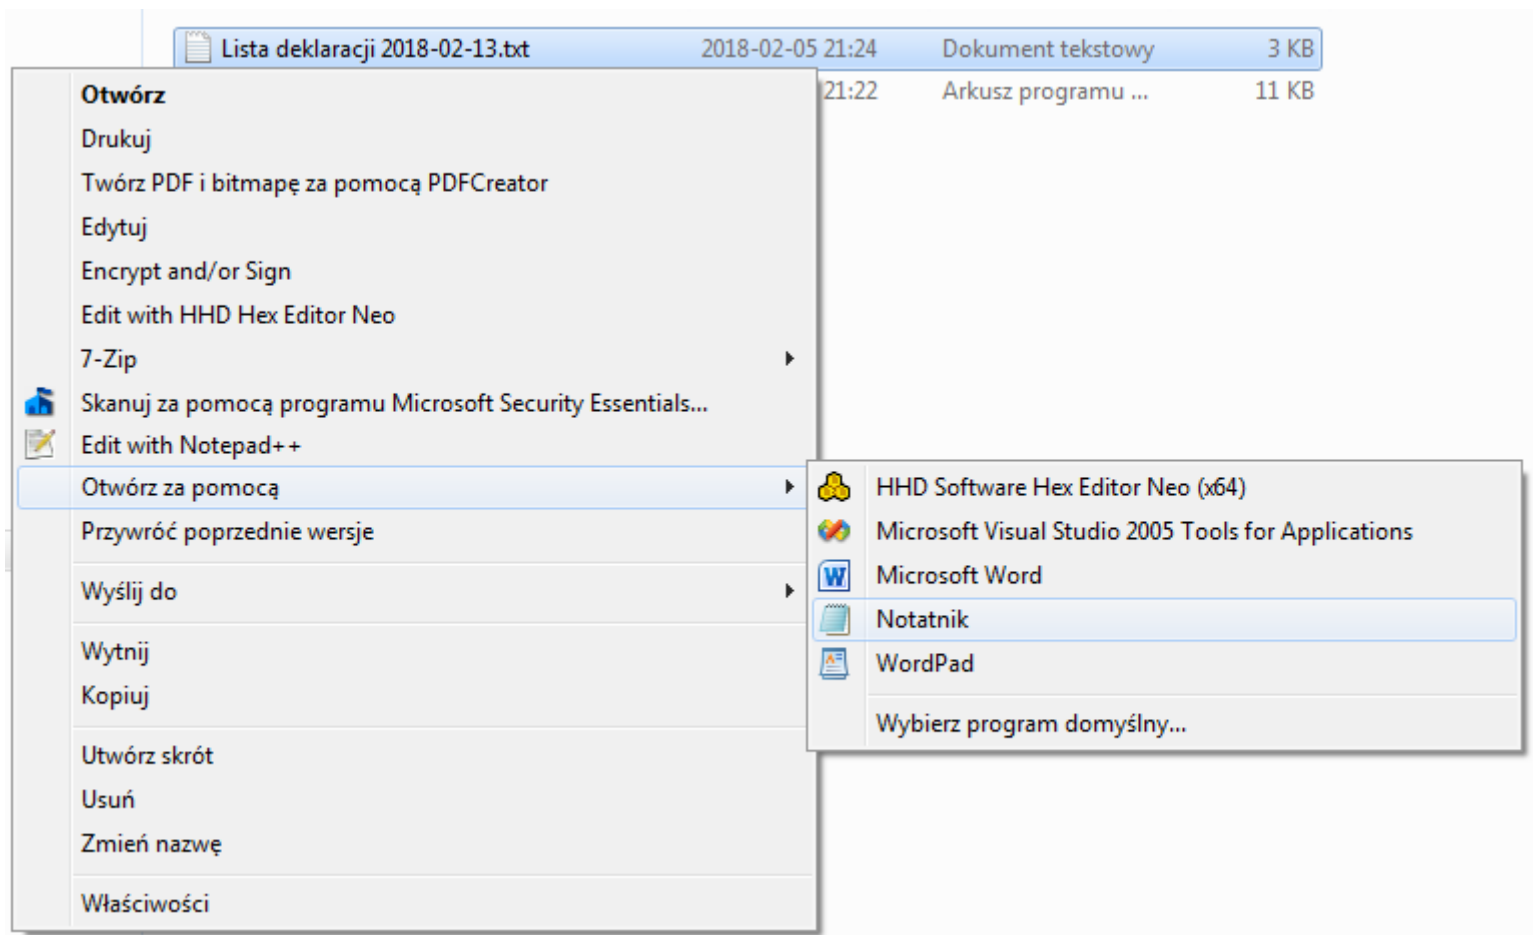 Lista deklaracji 2018-02-13.txt 2018-02-05 21:24 Dokument tekstowy 3 KB
21:22 Arkusz programu ... 11 KB
Otwórz
Drukuj
Twórz PDF i bitmapę za pomocą PDFCreator
Edytuj
Encrypt and/or Sign
Edit with HHD Hex Editor Neo
7-Zip
Skanuj za pomocą programu Microsoft Security Essentials...
Edit with Notepad++
Otwórz za pomocą
Przywróć poprzednie wersje
Wyślij do
Wytnij
Kopiuj
Utwórz skrót
Usuń
Zmień nazwę
Właściwości
HHD Software Hex Editor Neo (x64)
Microsoft Visual Studio 2005 Tools for Applications
Microsoft Word
Notatnik
WordPad
Wybierz program domyślny...